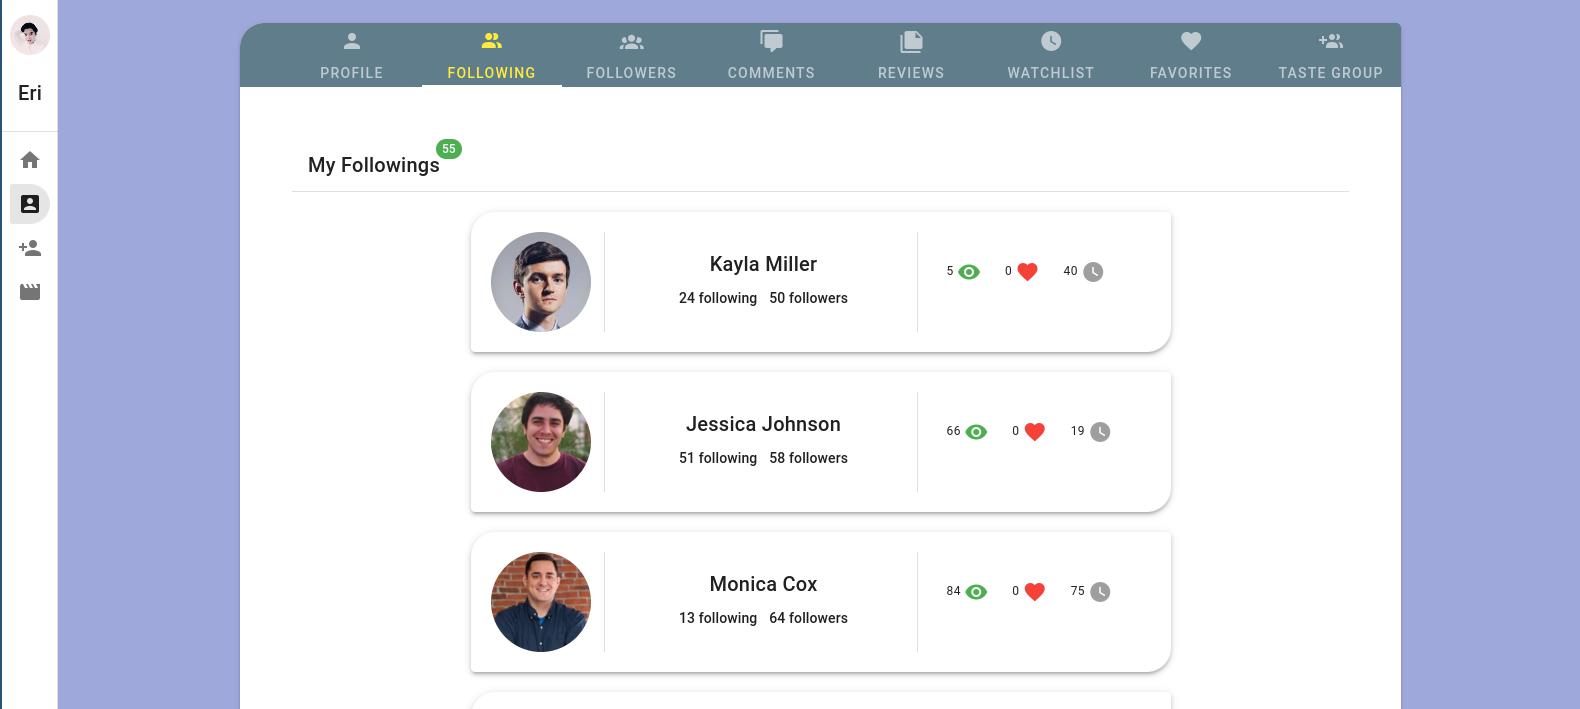 Eri
PROFILE
FOLLOWING
FOLLOWERS
COMMENTS
REVIEWS
WATCHLIST
FAVORITES
TASTE GROUP
My Followings 55
Kayla Miller
24 following 50 followers
5 0 40
Jessica Johnson
51 following 58 followers
66 0 19
Monica Cox
13 following 64 followers
84 0 75